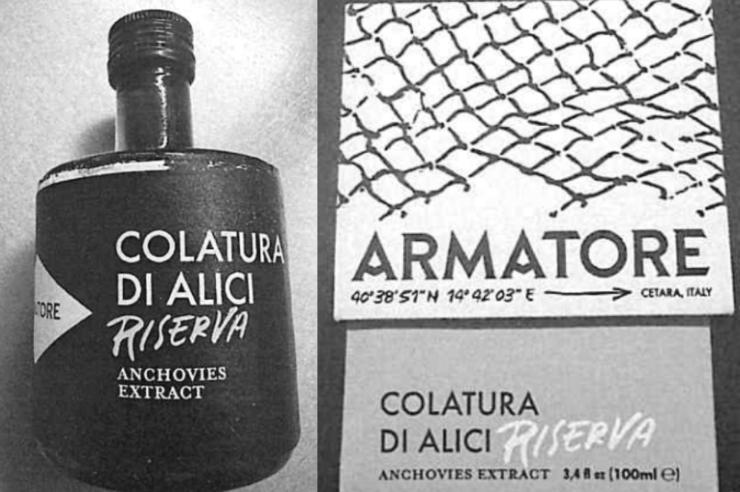 COLATURA
DI ALICI
RISERVA
ANCHOVIES
EXTRACT
ARMATORE
40°38'51"N 14°42'03"E
CETARA, ITALY
COLATURA
DI ALICI RISERVA
ANCHOVIES EXTRACT 3,4 fl oz (100ml ℮)